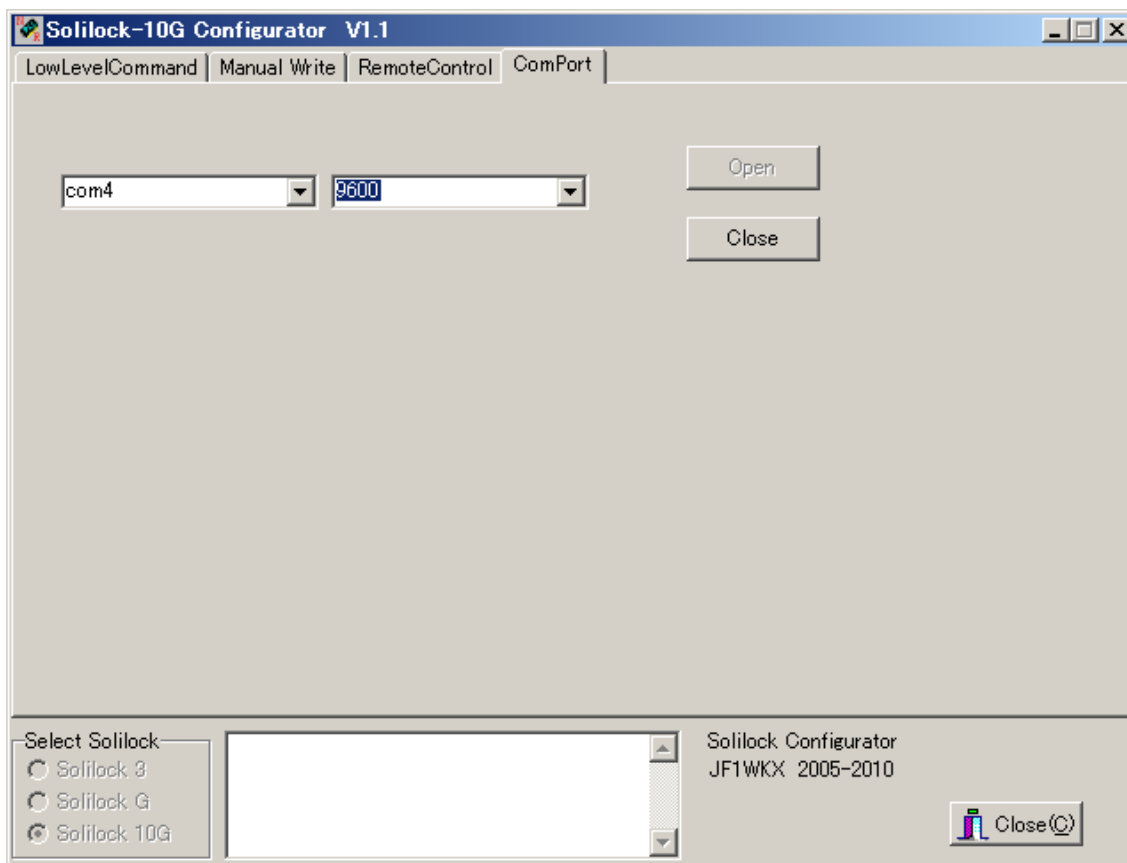 Solilock-10G Configurator V1.1
LowLevelCommand Manual Write RemoteControl ComPort
com4 9600 Open
Close
Select Solilock
Solilock 3
Solilock G
Solilock 10G
Solilock Configurator
JF1WKX 2005-2010
Close(C)